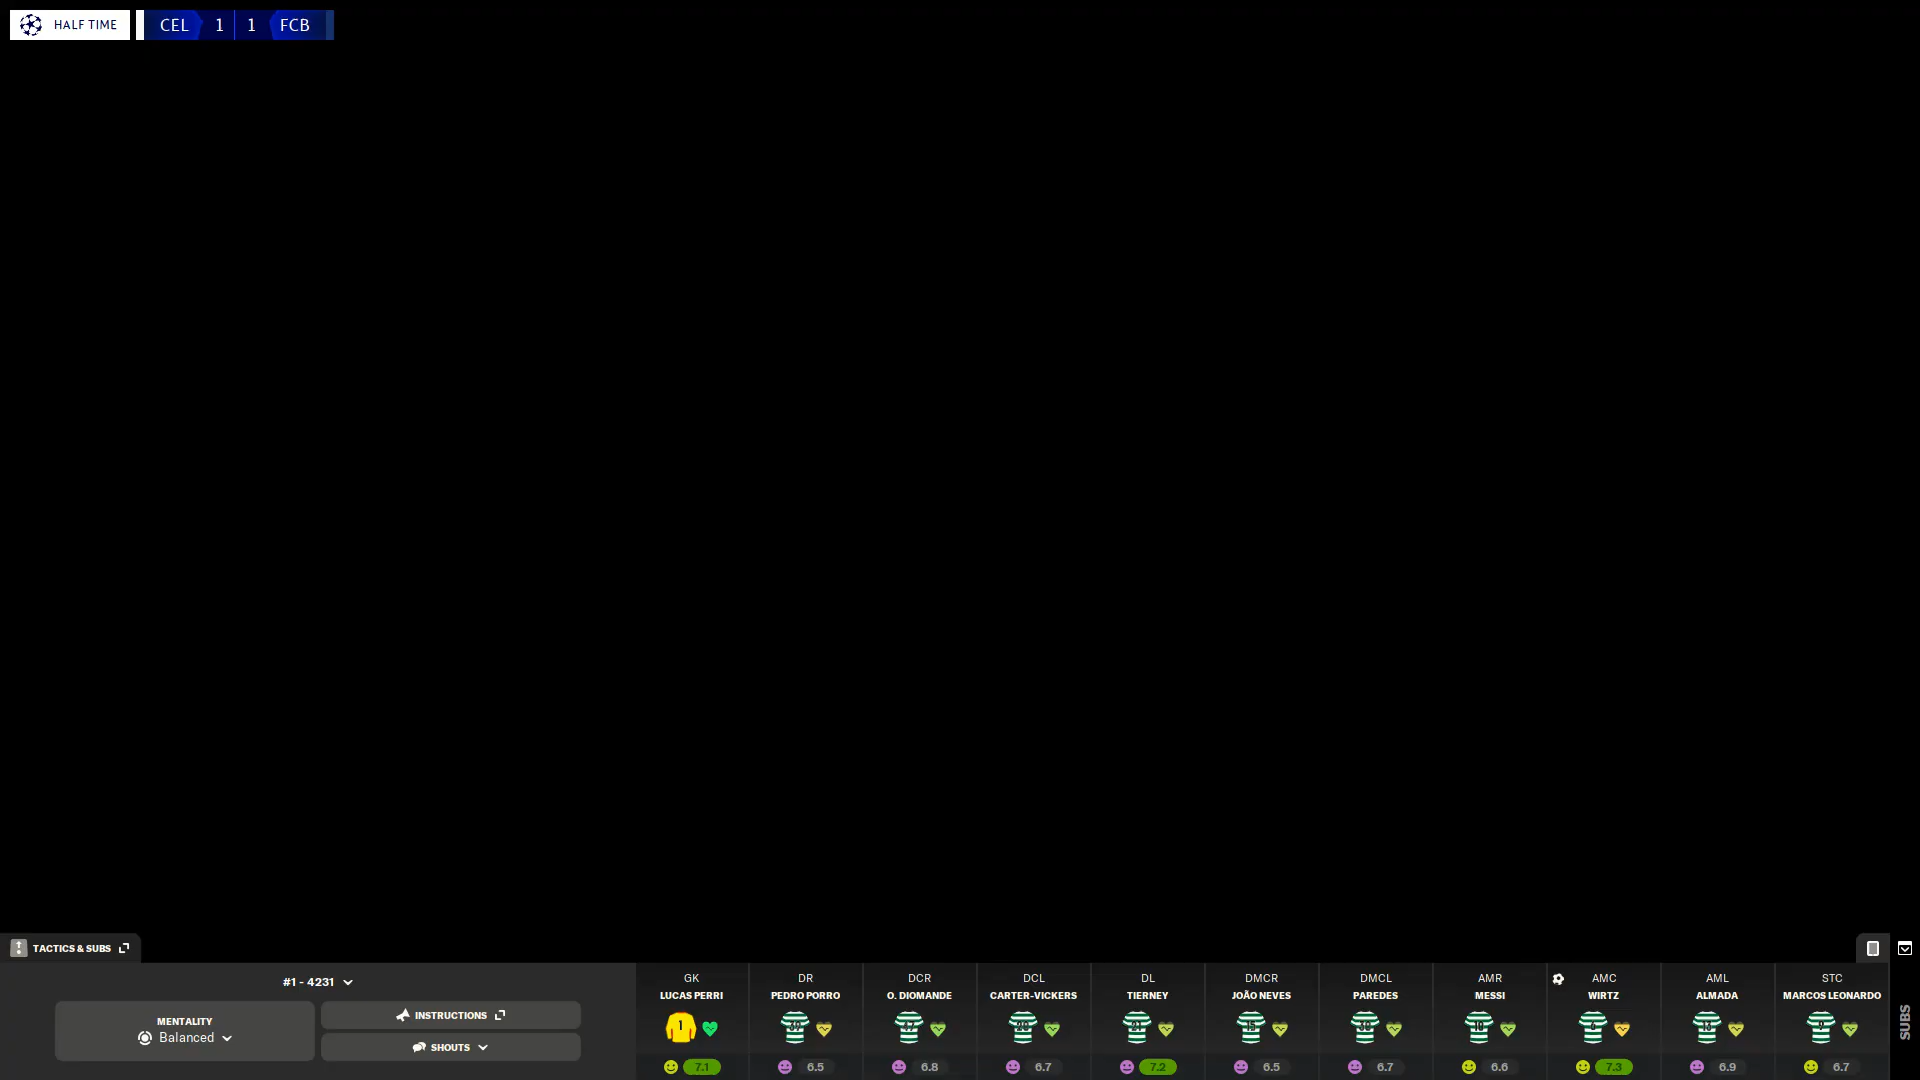 HALF TIME CEL 1 1 FCB
TACTICS & SUBS
#1 - 4231
MENTALITY
Balanced
INSTRUCTIONS
SHOUTS
GK DR DCR DCL DL DMCR DMCL AMR AMC AML STC
LUCAS PERRI PEDRO PORRO O. DIOMANDE CARTER-VICKERS TIERNEY JOÃO NEVES PAREDES MESSI WIRTZ ALMADA MARCOS LEONARDO
1 10
7.1 6.5 6.8 6.7 7.2 6.5 6.7 6.6 7.3 6.9 6.7
SUBS